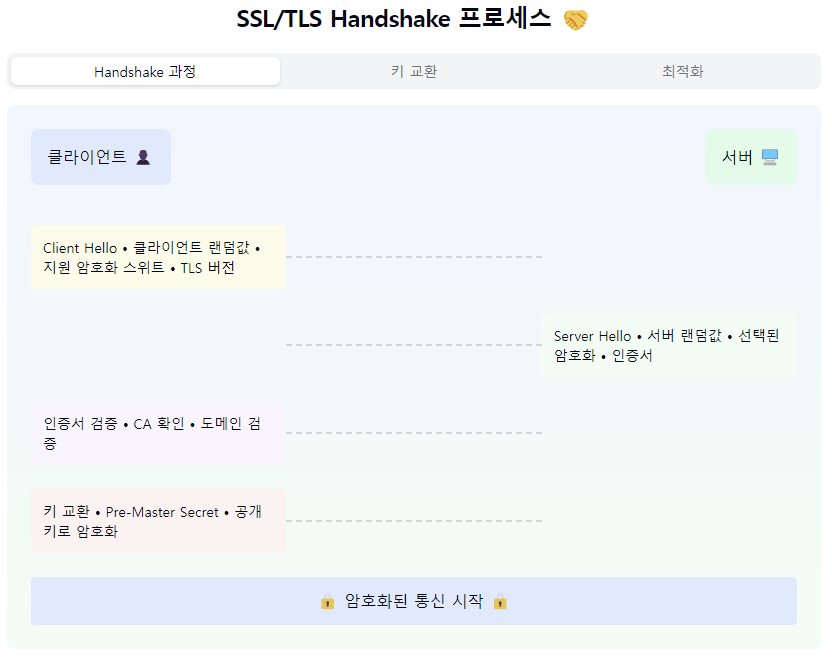 SSL/TLS Handshake 프로세스 🤝
Handshake 과정
키 교환
최적화
클라이언트 👤
서버 🖥️
Client Hello • 클라이언트 랜덤값 •
지원 암호화 스위트 • TLS 버전
Server Hello • 서버 랜덤값 • 선택된
암호화 • 인증서
인증서 검증 • CA 확인 • 도메인 검
증
키 교환 • Pre-Master Secret • 공개
키로 암호화
🔒 암호화된 통신 시작 🔒